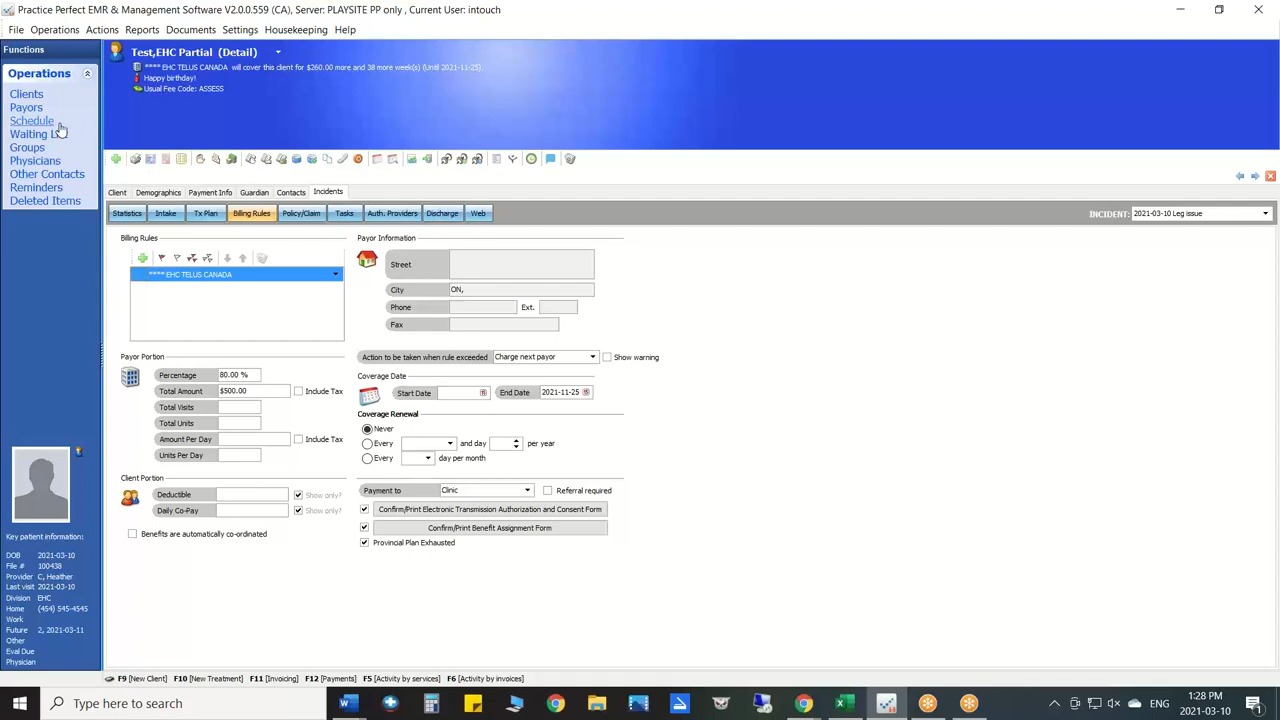 Practice Perfect EMR & Management Software V2.0.0.559 (CA), Server: PLAYSITE PP only , Current User: intouch
File Operations Actions Reports Documents Settings Housekeeping Help
Functions
Operations
Clients
Payors
Schedule
Waiting
Groups
Physicians
Other Contacts
Reminders
Deleted Items
Test,EHC Partial (Detail)
**** EHC TELUS CANADA will cover this client for $260.00 more and 38 more week(s) (Until 2021-11-25).
Happy birthday!
Usual Fee Code: ASSESS
Client Demographics Payment Info Guardian Contacts Incidents
Statistics Intake Tx Plan Billing Rules Policy/Claim Tasks Auth. Providers Discharge Web
INCIDENT: 2021-03-10 Leg issue
Billing Rules
**** EHC TELUS CANADA
Payor Information
Street
City ON,
Phone Ext.
Fax
Action to be taken when rule exceeded Charge next payor Show warning
Payor Portion
Percentage 80.00 %
Total Amount $500.00 Include Tax
Total Visits
Total Units
Amount Per Day Include Tax
Units Per Day
Coverage Date
Start Date End Date 2021-11-25
Coverage Renewal
Never
Every and day per year
Every day per month
Client Portion
Deductible Show only?
Daily Co-Pay Show only?
Benefits are automatically co-ordinated
Payment to Clinic Referral required
Confirm/Print Electronic Transmission Authorization and Consent Form
Confirm/Print Benefit Assignment Form
Provincial Plan Exhausted
Key patient information:
DOB 2021-03-10
File # 100438
Provider C, Heather
Last visit 2021-03-10
Division EHC
Home (454) 545-4545
Work
Future 2, 2021-03-11
Other
Eval Due
Physician
F9 [New Client] F10 [New Treatment] F11 [Invoicing] F12 [Payments] F5 [Activity by services] F6 [Activity by invoices]
Type here to search
ENG
1:28 PM
2021-03-10
1